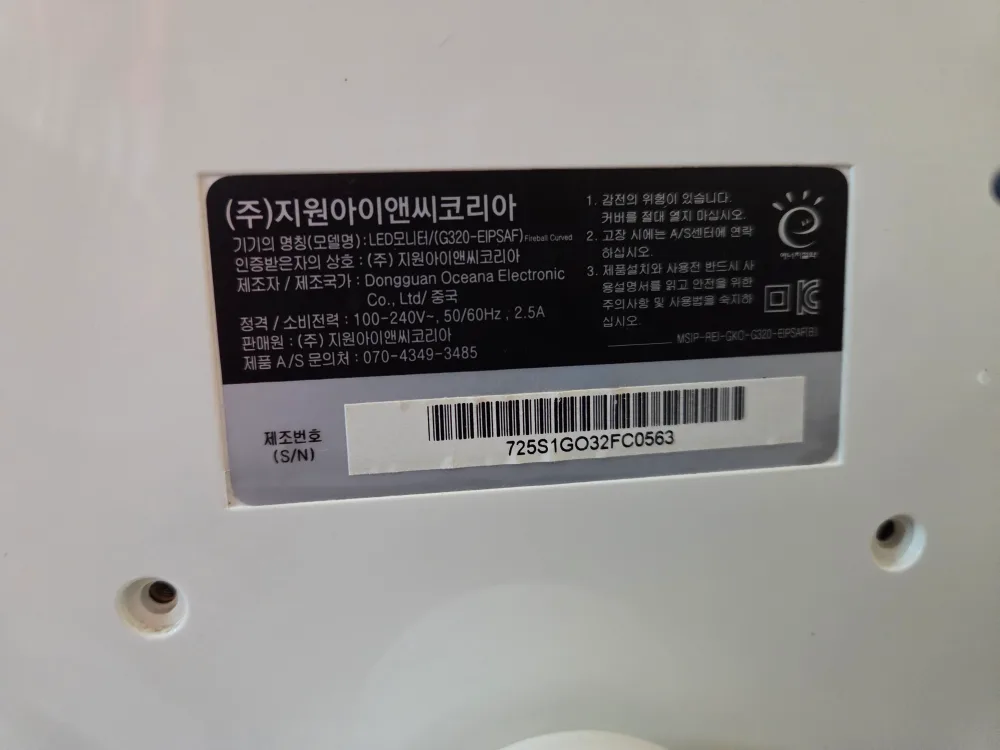 (주)지원아이앤씨코리아
기기의 명칭(모델명) : LED모니터/(G320-EIPSAF) Fireball Curved
인증받은자의 상호 : (주) 지원아이앤씨코리아
제조자 / 제조국가 : Dongguan Oceana Electronic
Co., Ltd/ 중국
정격 / 소비전력 : 100-240V~, 50/60Hz , 2.5A
판매원 : (주) 지원아이앤씨코리아
제품 A/S 문의처 : 070-4349-3485
1. 감전의 위험이 있습니다.
커버를 절대 열지 마십시오.
2. 고장 시에는 A/S센터에 연락
하십시오.
3. 제품설치와 사용전 반드시 사
용설명서를 읽고 안전을 위한
주의사항 및 사용법을 숙지하
십시오.
에너지절약
MSIP-REI-GKO-G320-EIPSAF(B)
제조번호
(S/N)
725S1GO32FC0563